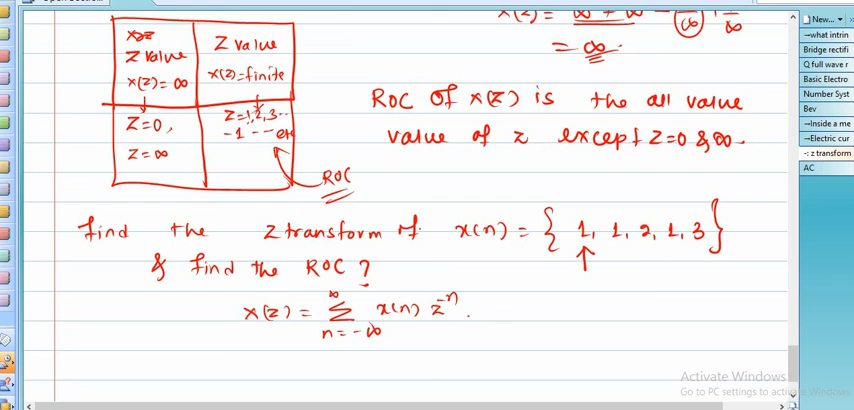 X(Z) = ∞ + ∞
= ∞.
Z value
X(Z) = ∞
Z value
X(Z) = finite
Z = 0,
Z = ∞
Z = 1, 2, 3 ..
-1 --- etc
ROC
ROC Of X(Z) is the all value
value of z except Z=0 & ∞.
find the z transform of x(n) = { 1, 1, 2, 1, 3 }
↑
& find the ROC ?
X(Z) = ∑ x(n) z⁻ⁿ.
∞
n = -∞
New...
what intrin
Bridge rectifi
Q full wave r
Basic Electro
Number Syst
Bev
Inside a me
Electric cur
-: z transform
AC
Activate Windows
Go to PC settings to activate Windows